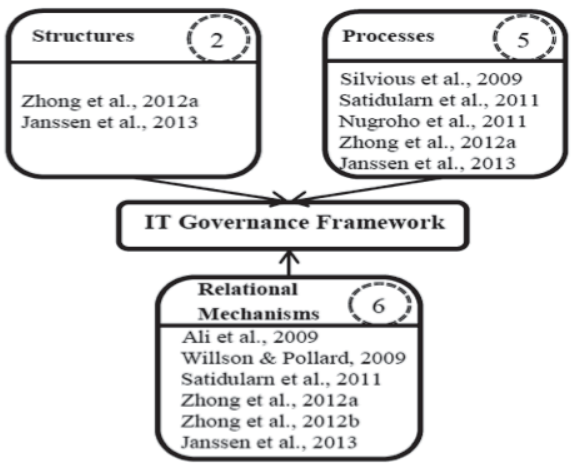 Structures
2
Zhong et al., 2012a
Janssen et al., 2013
Processes
5
Silvious et al., 2009
Satidularn et al., 2011
Nugroho et al., 2011
Zhong et al., 2012a
Janssen et al., 2013
IT Governance Framework
Relational
Mechanisms
6
Ali et al., 2009
Willson & Pollard, 2009
Satidularn et al., 2011
Zhong et al., 2012a
Zhong et al., 2012b
Janssen et al., 2013